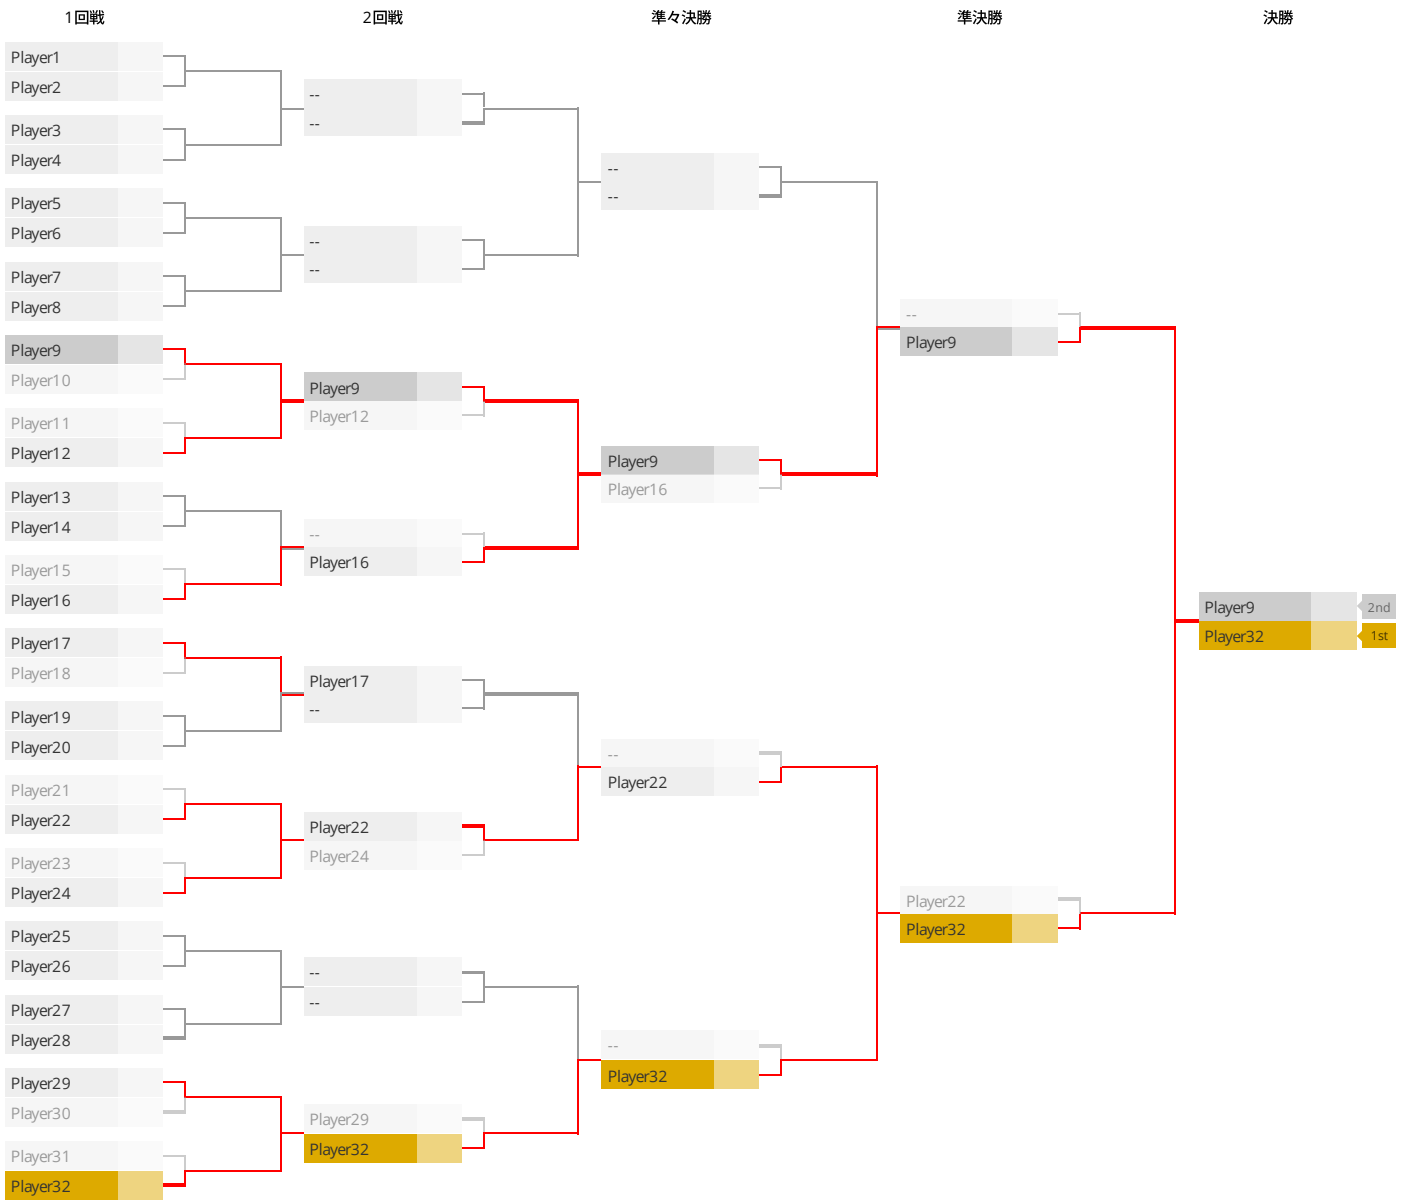 1回戦
2回戦
準々決勝
準決勝
決勝
Player1
Player2
Player3
Player4
Player5
Player6
Player7
Player8
Player9
Player10
Player11
Player12
Player13
Player14
Player15
Player16
Player17
Player18
Player19
Player20
Player21
Player22
Player23
Player24
Player25
Player26
Player27
Player28
Player29
Player30
Player31
Player32
--
--
--
--
Player9
Player12
--
Player16
Player17
--
Player22
Player24
--
--
Player29
Player32
--
--
Player9
Player16
--
Player22
--
Player32
--
Player9
Player22
Player32
Player9 2nd
Player32 1st